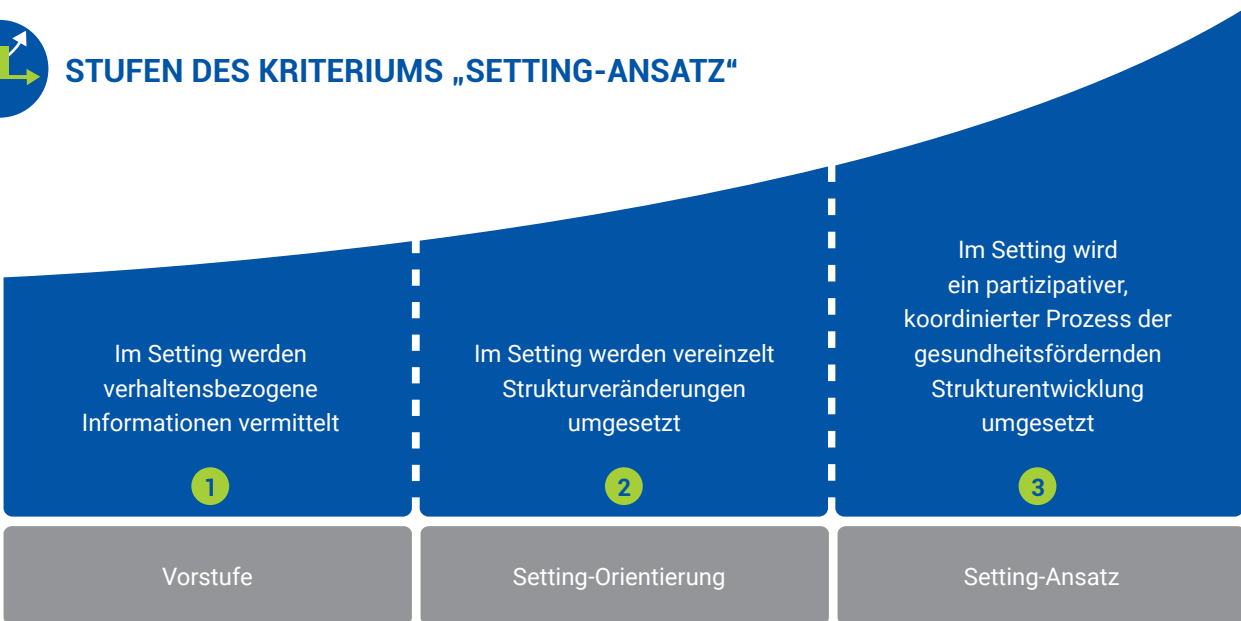 STUFEN DES KRITERIUMS „SETTING-ANSATZ“
Im Setting werden
verhaltensbezogene
Informationen vermittelt
1
Vorstufe
Im Setting werden vereinzelt
Strukturveränderungen
umgesetzt
2
Setting-Orientierung
Im Setting wird
ein partizipativer,
koordinierter Prozess der
gesundheitsfördernden
Strukturentwicklung
umgesetzt
3
Setting-Ansatz